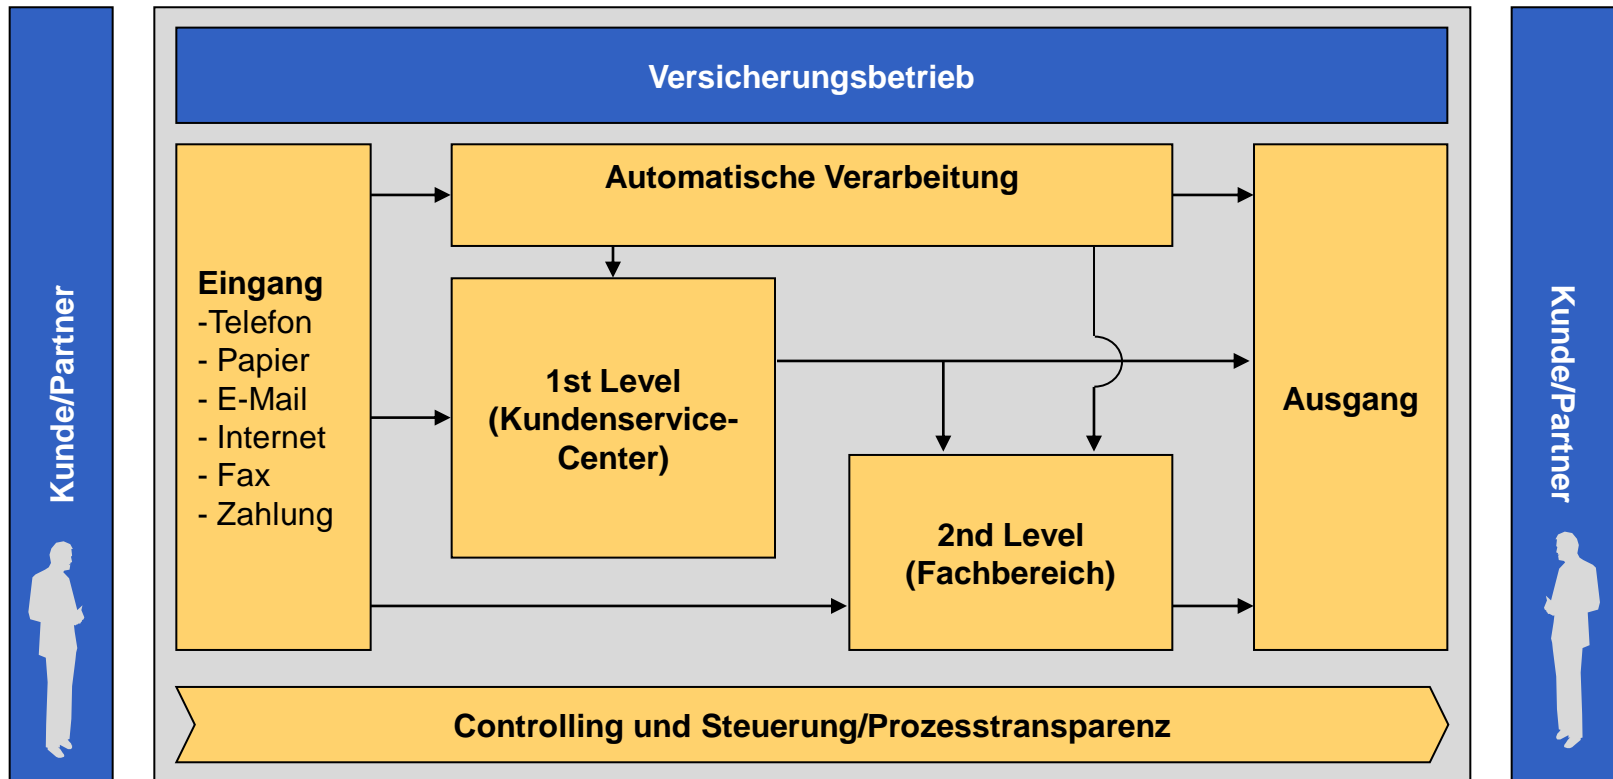 Kunde/Partner
Versicherungsbetrieb
Eingang
-Telefon
- Papier
- E-Mail
- Internet
- Fax
- Zahlung
Automatische Verarbeitung
1st Level
(Kundenservice-
Center)
2nd Level
(Fachbereich)
Ausgang
Controlling und Steuerung/Prozesstransparenz
Kunde/Partner